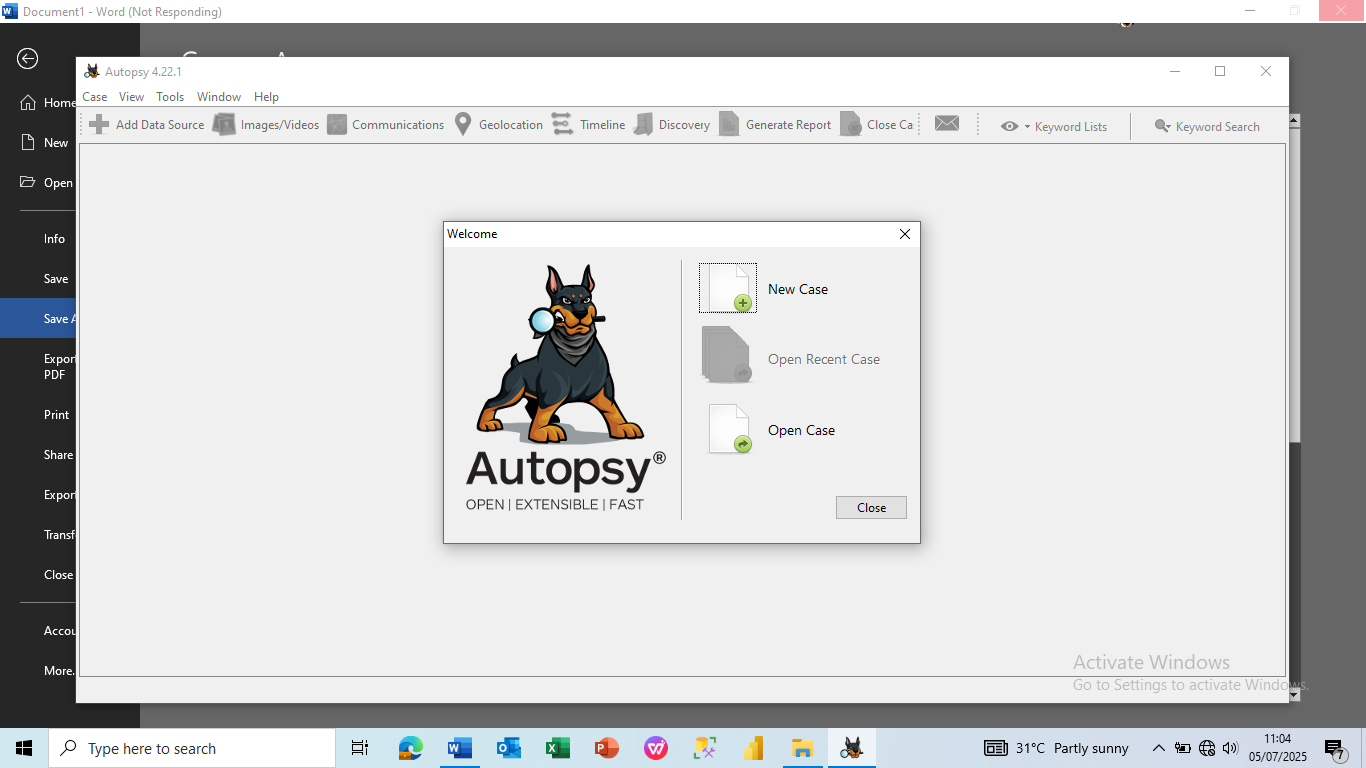 Document1 - Word (Not Responding)
Autopsy 4.22.1
Case View Tools Window Help
Add Data Source Images/Videos Communications Geolocation Timeline Discovery Generate Report Close Ca Keyword Lists Keyword Search
Home
New
Open
Info
Save
Save A
Export
PDF
Print
Share
Export
Transf
Close
Accou
More.
Welcome
New Case
Open Recent Case
Open Case
Autopsy®
OPEN | EXTENSIBLE | FAST
Close
Activate Windows
Go to Settings to activate Windows.
Type here to search
31°C Partly sunny
11:04
05/07/2025
7